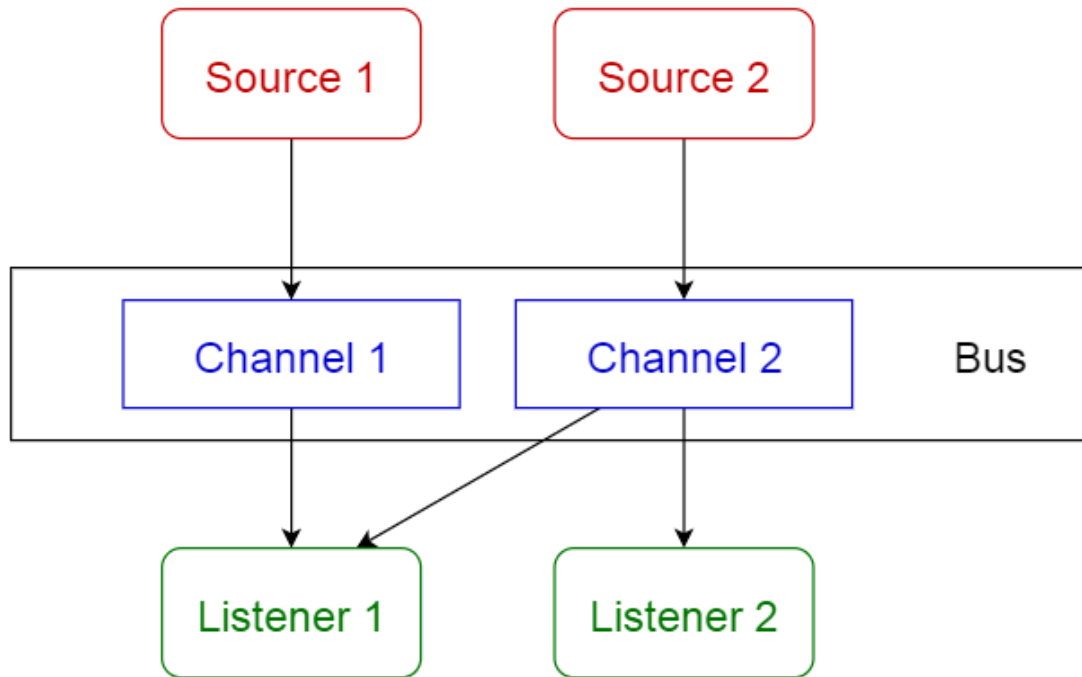 Source 1
Source 2
Channel 1
Channel 2
Bus
Listener 1
Listener 2